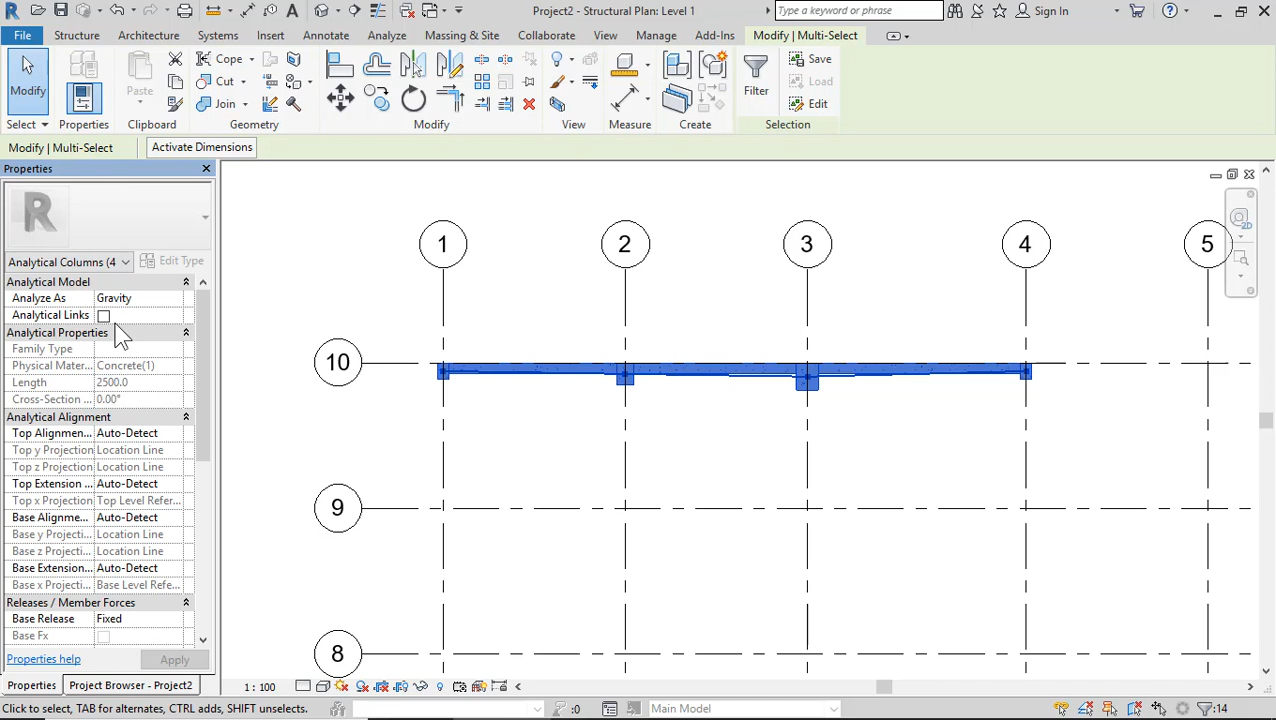 Project2 - Structural Plan: Level 1
Type a keyword or phrase
Sign In
File
Structure
Architecture
Systems
Insert
Annotate
Analyze
Massing & Site
Collaborate
View
Manage
Add-Ins
Modify | Multi-Select
Modify
Paste
Cope
Cut
Join
Filter
Save
Load
Edit
Select
Properties
Clipboard
Geometry
Modify
View
Measure
Create
Selection
Modify | Multi-Select
Activate Dimensions
Properties
Analytical Columns (4
Edit Type
Analytical Model
Analyze As Gravity
Analytical Links
Analytical Properties
Family Type
Physical Mater... Concrete(1)
Length 2500.0
Cross-Section ... 0.00°
Analytical Alignment
Top Alignmen... Auto-Detect
Top y Projection Location Line
Top z Projection Location Line
Top Extension ... Auto-Detect
Top x Projection Top Level Refer...
Base Alignme... Auto-Detect
Base y Projecti... Location Line
Base z Projecti... Location Line
Base Extension... Auto-Detect
Base x Projecti... Base Level Refe...
Releases / Member Forces
Base Release Fixed
Base Fx
Properties help
Apply
Properties
Project Browser - Project2
1
2
3
4
5
10
9
8
1 : 100
Click to select, TAB for alternates, CTRL adds, SHIFT unselects.
:0
Main Model
:14